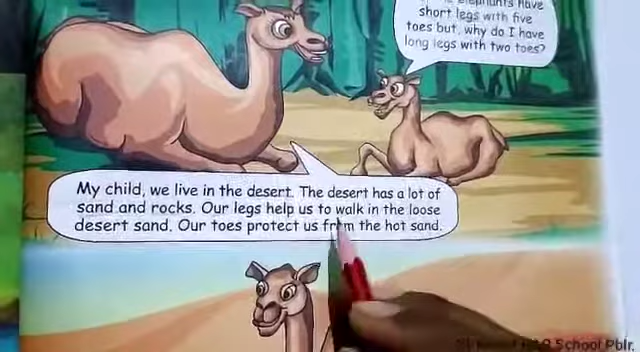 elephants have
short legs with five
toes but, why do I have
long legs with two toes?
My child, we live in the desert. The desert has a lot of
sand and rocks. Our legs help us to walk in the loose
desert sand. Our toes protect us from the hot sand.
School Pblr.